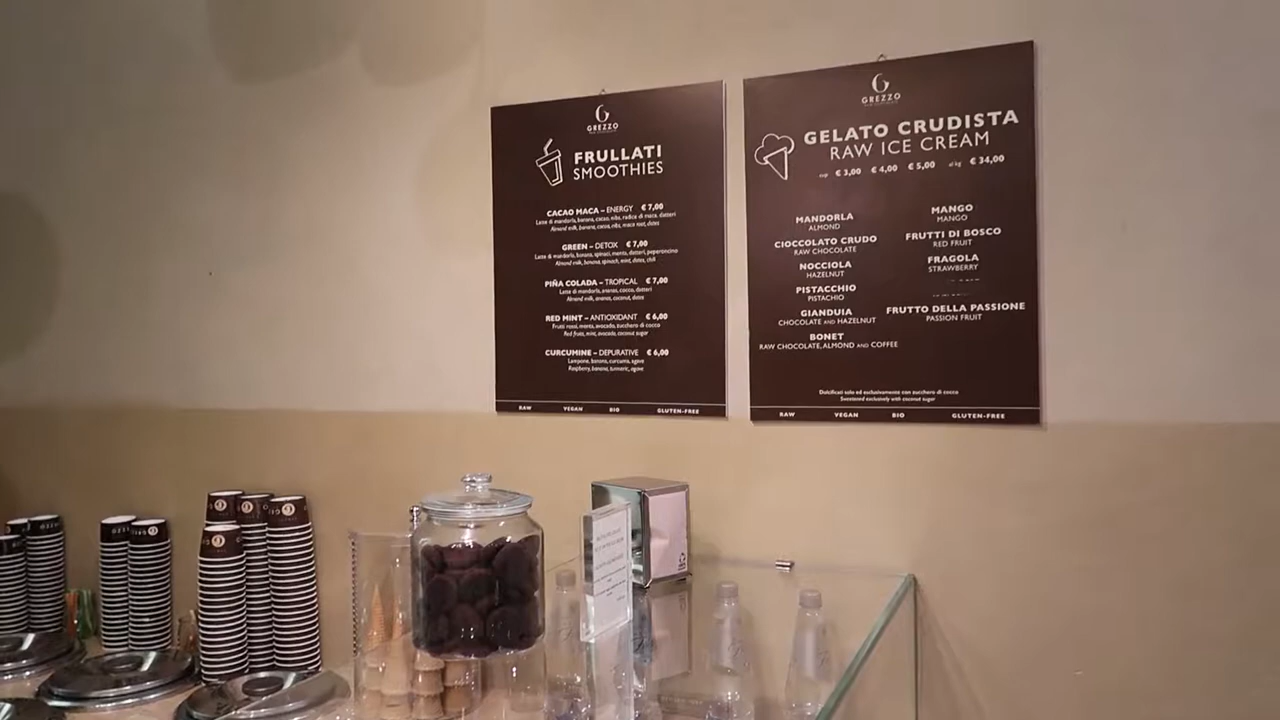 GREZZO
FRULLATI
SMOOTHIES
CACAO MACA – ENERGY € 7,00
Latte di mandorla, banana, cacao, nibs, radice di maca, datteri
Almond milk, banana, cacao, nibs, maca root, dates
GREEN – DETOX € 7,00
Latte di mandorla, banana, spinaci, menta, datteri, peperoncino
Almond milk, banana, spinach, mint, dates, chili
PIÑA COLADA – TROPICAL € 7,00
Latte di mandorla, ananas, cocco, datteri
Almond milk, ananas, coconut, dates
RED MINT – ANTIOXIDANT € 6,00
Frutti rossi, menta, avocado, zucchero di cocco
Red fruits, mint, avocado, coconut sugar
CURCUMINE – DEPURATIVE € 6,00
Lampone, banana, curcuma, agave
Raspberry, banana, turmeric, agave
RAW VEGAN BIO GLUTEN-FREE
GREZZO
GELATO CRUDISTA
RAW ICE CREAM
cup € 3,00 € 4,00 € 5,00 al kg € 34,00
MANDORLA
ALMOND
CIOCCOLATO CRUDO
RAW CHOCOLATE
NOCCIOLA
HAZELNUT
PISTACCHIO
PISTACHIO
GIANDUIA
CHOCOLATE AND HAZELNUT
BONET
RAW CHOCOLATE, ALMOND AND COFFEE
MANGO
MANGO
FRUTTI DI BOSCO
RED FRUIT
FRAGOLA
STRAWBERRY
FRUTTO DELLA PASSIONE
PASSION FRUIT
Dolcificati solo ed esclusivamente con zucchero di cocco
Sweetened exclusively with coconut sugar
RAW VEGAN BIO GLUTEN-FREE